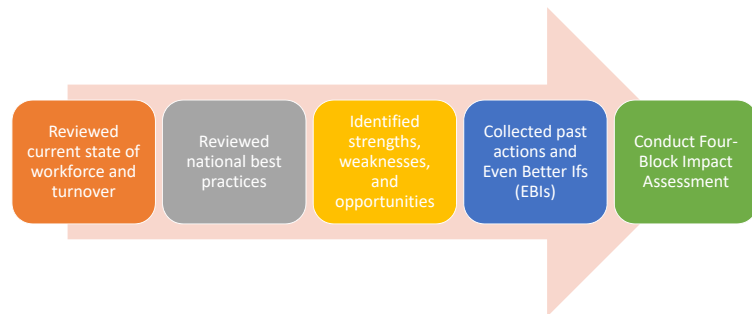 Reviewed
current state of
workforce and
turnover
Reviewed
national best
practices
Identified
strengths,
weaknesses,
and
opportunities
Collected past
actions and
Even Better Ifs
(EBIs)
Conduct Four-
Block Impact
Assessment